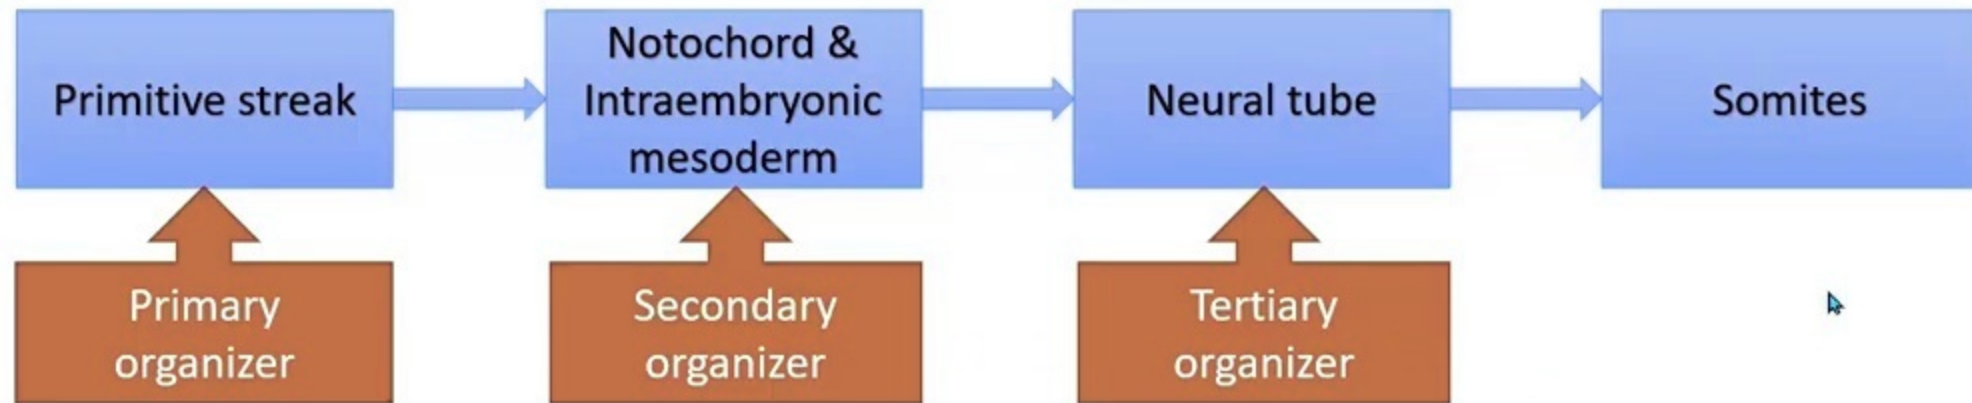 Primitive streak
Notochord &
Intraembryonic
mesoderm
Neural tube
Somites
Primary
organizer
Secondary
organizer
Tertiary
organizer